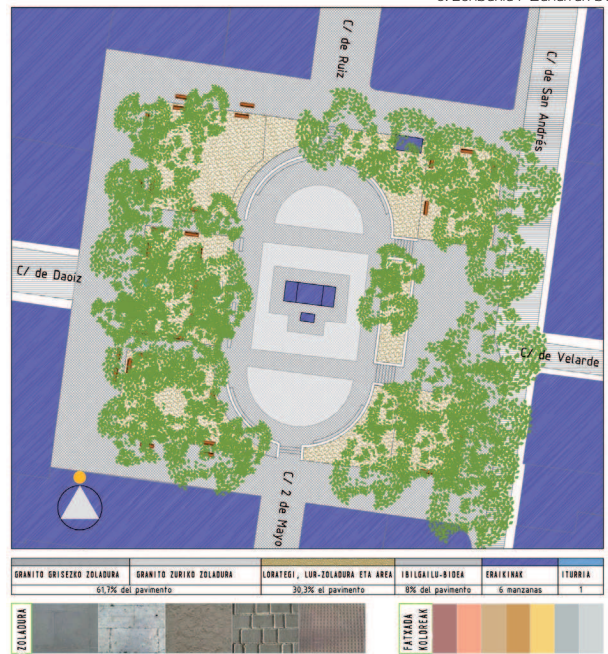 C/ de Ruiz
C/ de San Andrés
C/ de Daoiz
C/ de Velarde
C/ 2 de Mayo
GRANITO GRISEZKO ZOLADURA
GRANITO ZURIKO ZOLADURA
LORATEGI, LUR-ZOLADURA ETA AREA
IBILGAILU-BIDEA
ERAIKINAK
ITURRIA
61,7% del pavimento
30,3% el pavimento
8% del pavimento
6 manzanas
1
ZOLADURA
FATXADA
KOLOREAK